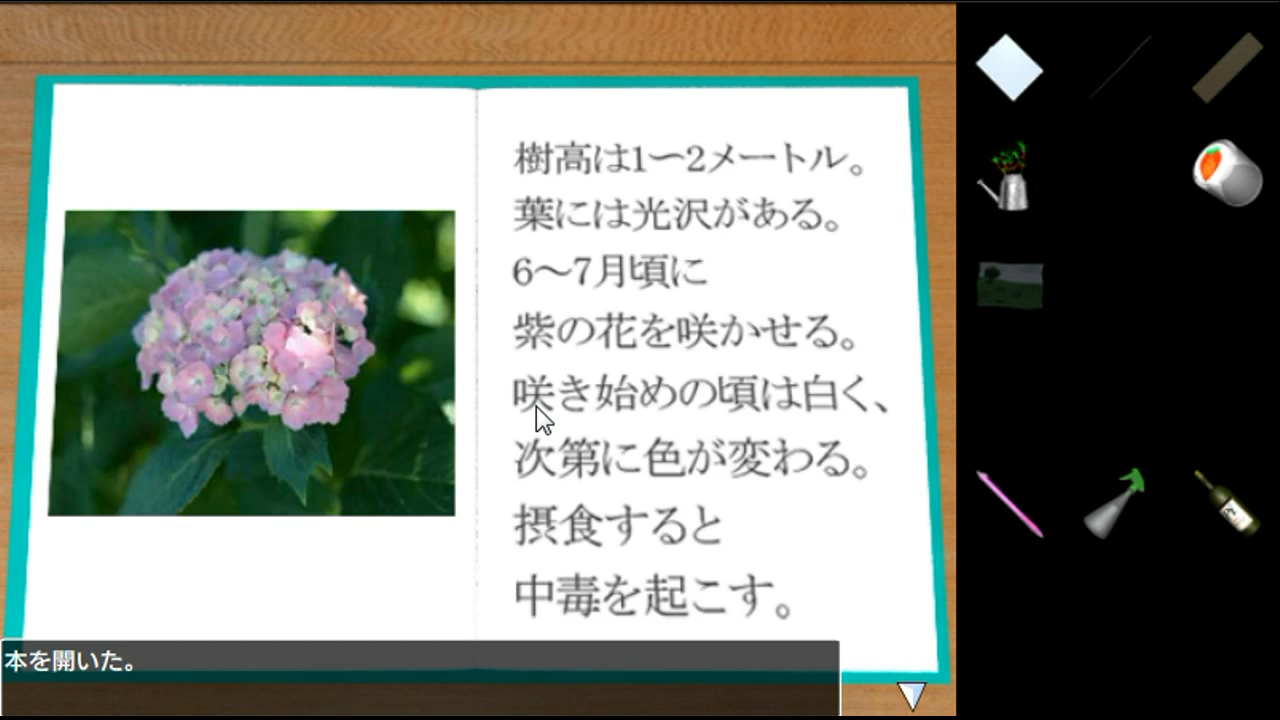 樹高は1〜2メートル。
葉には光沢がある。
6〜7月頃に
紫の花を咲かせる。
咲き始めの頃は白く、
次第に色が変わる。
摂食すると
中毒を起こす。
本を開いた。